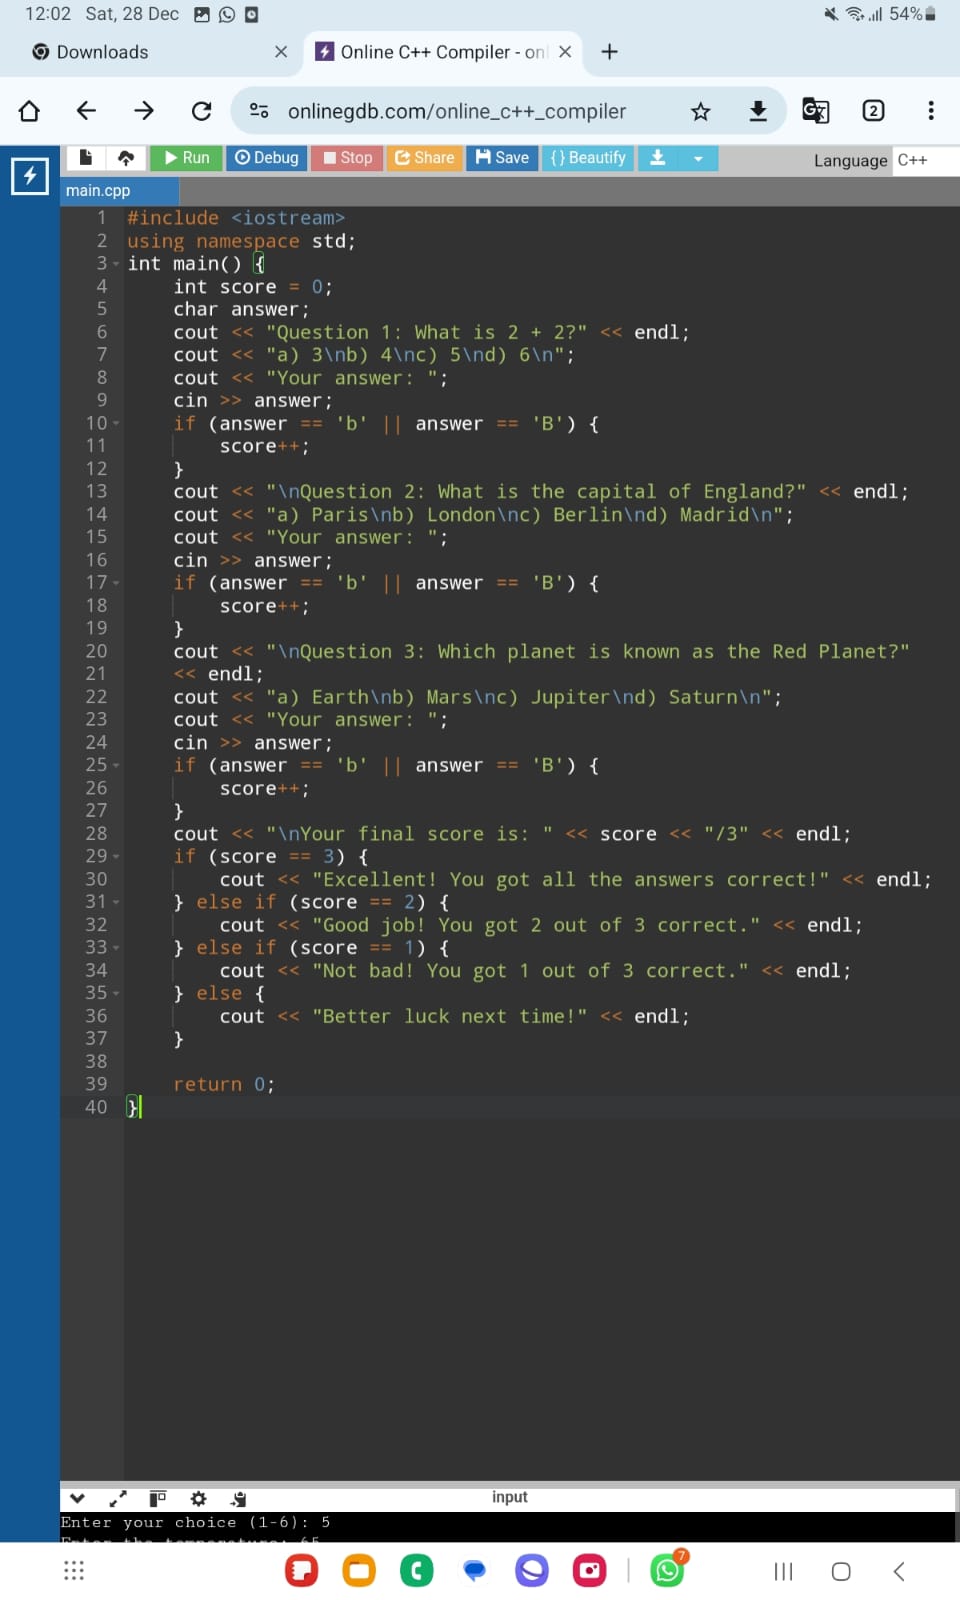 12:02 Sat, 28 Dec 54%
Downloads Online C++ Compiler - onl
onlinegdb.com/online_c++_compiler 2
Run Debug Stop Share Save {} Beautify Language C++
main.cpp
1 #include <iostream>
2 using namespace std;
3 int main() {
4 int score = 0;
5 char answer;
6 cout << "Question 1: What is 2 + 2?" << endl;
7 cout << "a) 3\nb) 4\nc) 5\nd) 6\n";
8 cout << "Your answer: ";
9 cin >> answer;
10 if (answer == 'b' || answer == 'B') {
11 score++;
12 }
13 cout << "\nQuestion 2: What is the capital of England?" << endl;
14 cout << "a) Paris\nb) London\nc) Berlin\nd) Madrid\n";
15 cout << "Your answer: ";
16 cin >> answer;
17 if (answer == 'b' || answer == 'B') {
18 score++;
19 }
20 cout << "\nQuestion 3: Which planet is known as the Red Planet?"
21 << endl;
22 cout << "a) Earth\nb) Mars\nc) Jupiter\nd) Saturn\n";
23 cout << "Your answer: ";
24 cin >> answer;
25 if (answer == 'b' || answer == 'B') {
26 score++;
27 }
28 cout << "\nYour final score is: " << score << "/3" << endl;
29 if (score == 3) {
30 cout << "Excellent! You got all the answers correct!" << endl;
31 } else if (score == 2) {
32 cout << "Good job! You got 2 out of 3 correct." << endl;
33 } else if (score == 1) {
34 cout << "Not bad! You got 1 out of 3 correct." << endl;
35 } else {
36 cout << "Better luck next time!" << endl;
37 }
38
39 return 0;
40 }
input
Enter your choice (1-6): 5
Enter the temperature: 65
7